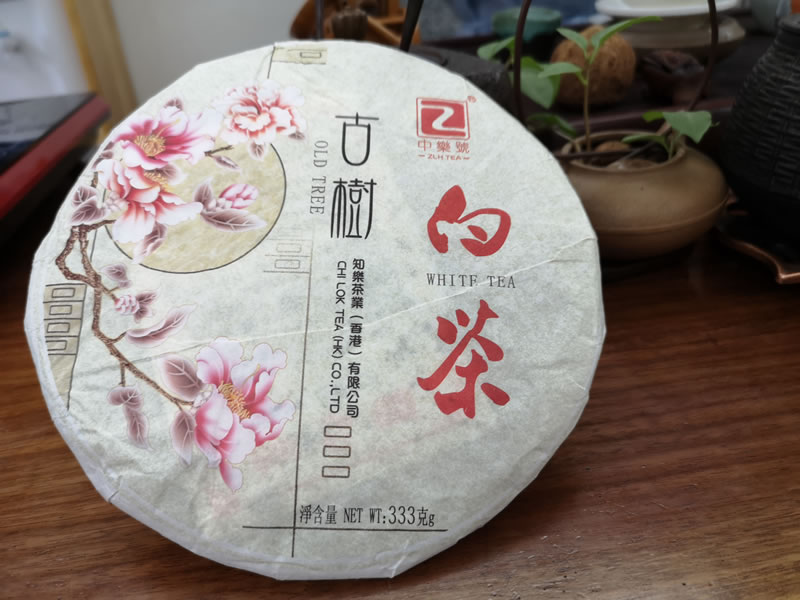 中樂號
ZLH TEA
白茶
WHITE TEA
古樹
OLD TREE
知樂茶業（香港）有限公司
CHI LOK TEA (HK) CO.,LTD
淨含量 NET WT:333克g